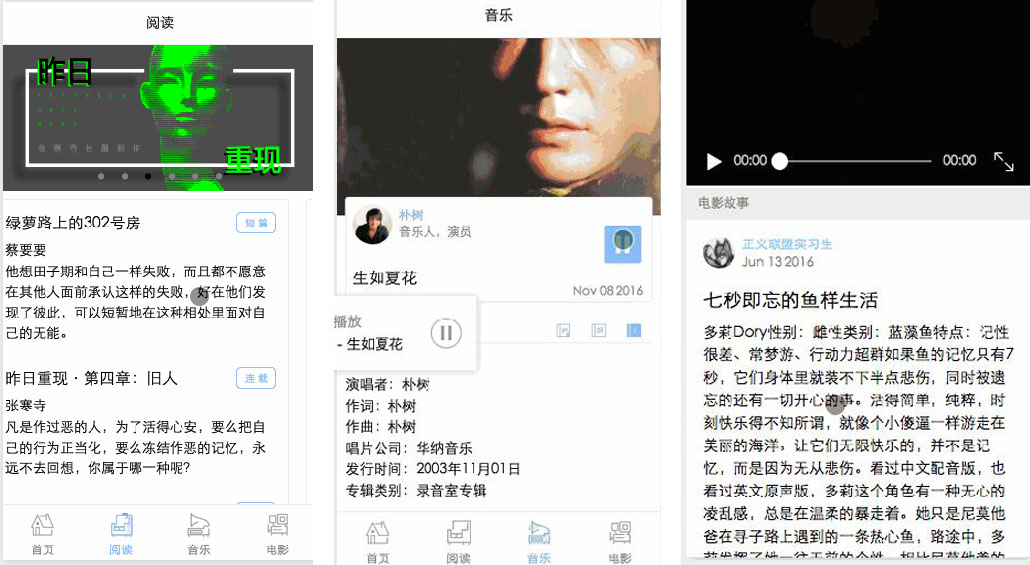 阅读
昨日
YESTERDAY
ONCE
MORE
张寒寺长篇新作
重现
绿萝路上的302号房
短篇
蔡要要
他想田子期和白己一样失败，而且都不愿意
在其他人面前承认这样的失败，好在他们发
现了彼此，可以短暂地在这种相处里面对自
己的无能。
昨日重现·第四章：旧人
连载
张寒寺
凡是作过恶的人，为了活得心安，要么把自
己的行为正当化，要么冻结作恶的记忆，永
远不去回想，你属于哪一种呢？
首页
阅读
音乐
电影
音乐
朴树
音乐人，演员
生如夏花
Nov 08 2016
播放
- 生如夏花
演唱者：朴树
作词：朴树
作曲：朴树
唱片公司：华纳音乐
发行时间：2003年11月01日
专辑类别：录音室专辑
首页
阅读
音乐
电影
00:00
00:00
电影故事
正义联盟实习生
Jun 13 2016
七秒即忘的鱼样生活
多莉Dory性别：雌性类别：蓝藻鱼特点：记性
很差、常梦游、行动力超群如果鱼的记忆只有7
秒，它们身体里就装不下半点悲伤，同时被遗
忘的还有一切开心的事。活得简单，纯粹，时
刻快乐得不知所谓，就像个小傻逼一样游走在
美丽的海洋。让它们无限快乐的，并不是记
忆，而是因为无从悲伤。看过中文配音版，也
看过英文原声版，多莉这个角色有一种无心的
凌乱感，总是在温柔的暴走着。她只是尼莫他
爸在寻子路上遇到的一条热心鱼，路途中，多